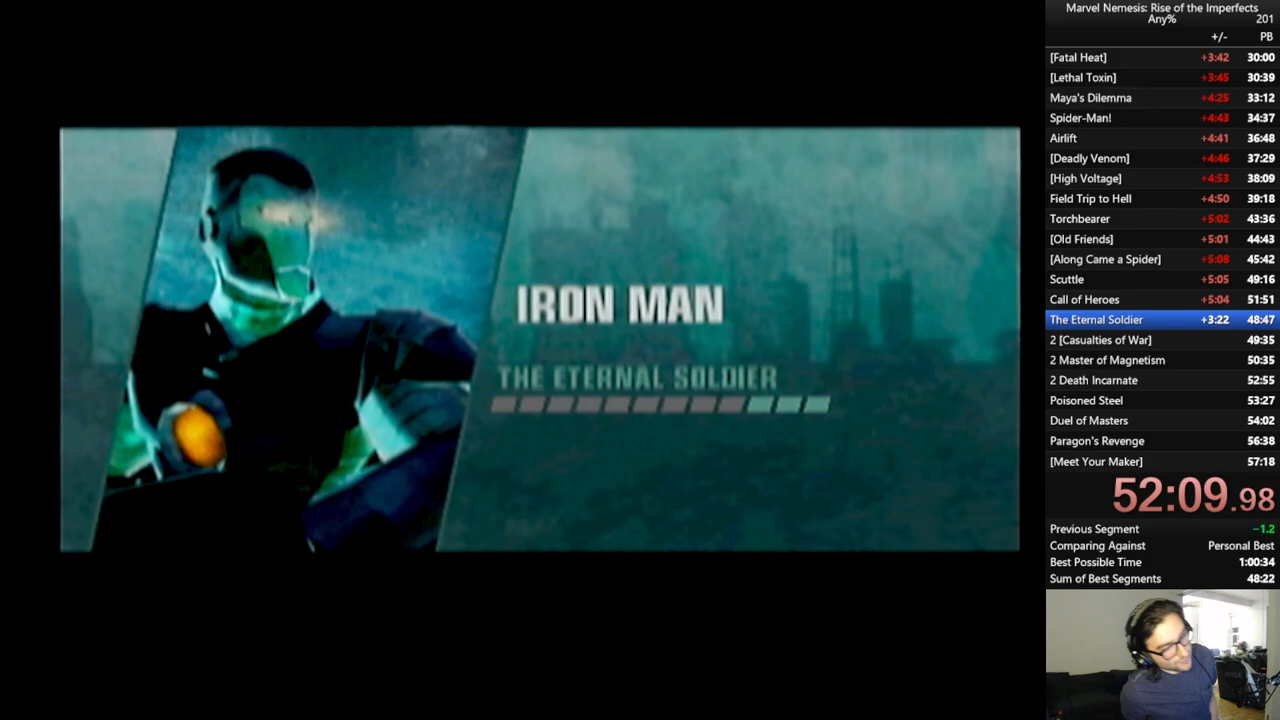 IRON MAN
THE ETERNAL SOLDIER
Marvel Nemesis: Rise of the Imperfects
Any% 201
+/- PB
[Fatal Heat] +3:42 30:00
[Lethal Toxin] +3:45 30:39
Maya's Dilemma +4:25 33:12
Spider-Man! +4:43 34:37
Airlift +4:41 36:48
[Deadly Venom] +4:46 37:29
[High Voltage] +4:53 38:09
Field Trip to Hell +4:50 39:18
Torchbearer +5:02 43:36
[Old Friends] +5:01 44:43
[Along Came a Spider] +5:08 45:42
Scuttle +5:05 49:16
Call of Heroes +5:04 51:51
The Eternal Soldier +3:22 48:47
2 [Casualties of War] 49:35
2 Master of Magnetism 50:35
2 Death Incarnate 52:55
Poisoned Steel 53:27
Duel of Masters 54:02
Paragon's Revenge 56:38
[Meet Your Maker] 57:18
52:09.98
Previous Segment −1.2
Comparing Against Personal Best
Best Possible Time 1:00:34
Sum of Best Segments 48:22